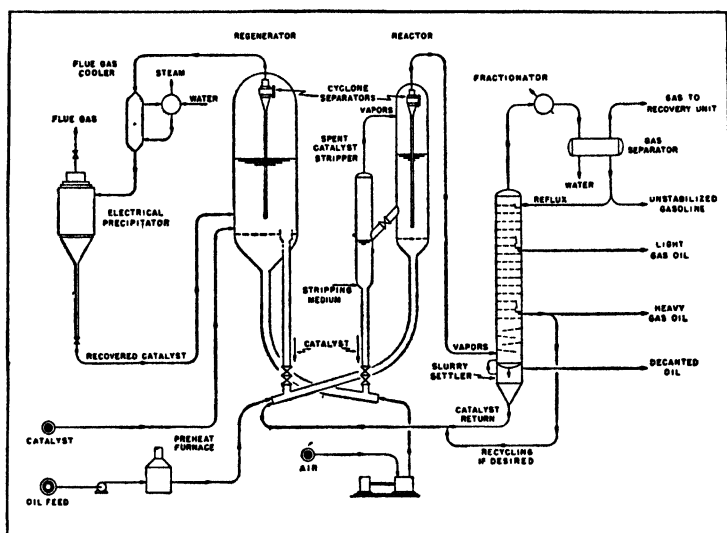 REGENERATOR
REACTOR
FLUE GAS
COOLER
STEAM
WATER
CYCLONE
SEPARATORS
VAPORS
FRACTIONATOR
GAS TO
RECOVERY UNIT
GAS
SEPARATOR
FLUE GAS
SPENT
CATALYST
STRIPPER
WATER
REFLUX
UNSTABILIZED
GASOLINE
ELECTRICAL
PRECIPITATOR
LIGHT
GAS OIL
STRIPPING
MEDIUM
HEAVY
GAS OIL
RECOVERED CATALYST
CATALYST
VAPORS
SLURRY
SETTLER
DECANTED
OIL
CATALYST
RETURN
CATALYST
PREHEAT
FURNACE
RECYCLING
IF DESIRED
AIR
OIL FEED